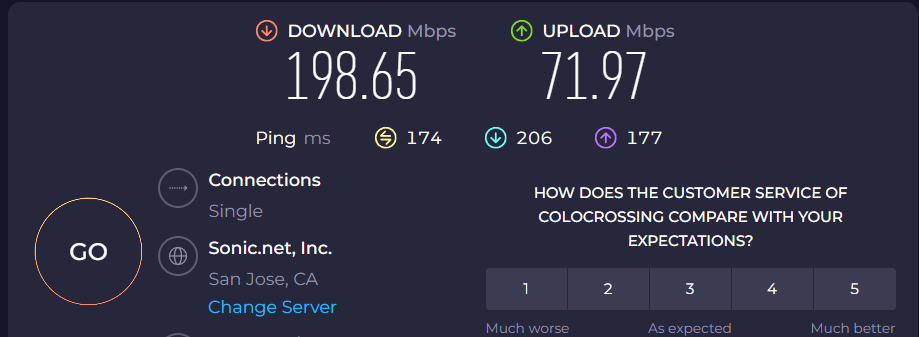 DOWNLOAD Mbps
198.65
UPLOAD Mbps
71.97
Ping ms 174 206 177
GO
Connections
Single
Sonic.net, Inc.
San Jose, CA
Change Server
HOW DOES THE CUSTOMER SERVICE OF
COLOCROSSING COMPARE WITH YOUR
EXPECTATIONS?
1 2 3 4 5
Much worse As expected Much better